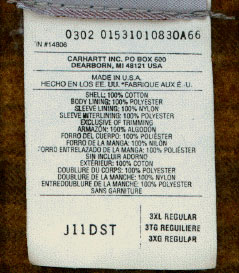 0302 01531010830A66
RN #14806
CARHARTT INC. PO BOX 600
DEARBORN, MI 48121 USA
MADE IN U.S.A.
HECHO EN LOS EE. UU. *FABRIQUE AUX É.-U.
SHELL: 100% COTTON
BODY LINING: 100% POLYESTER
SLEEVE LINING: 100% NYLON
SLEEVE INTERLINING: 100% POLYESTER
EXCLUSIVE OF TRIMMING
ARMAZÓN: 100% ALGODÓN
FORRO DEL CUERPO: 100% POLIÉSTER
FORRO DE LA MANGA: 100% NILÓN
FORRO ENTRELAZADO DE LA MANGA: 100% POLIÉSTER
SIN INCLUIR ADORNO
EXTÉRIEUR: 100% COTON
DOUBLURE DU CORPS: 100% POLYESTER
DOUBLURE DE LA MANCHE: 100% NYLON
ENTREDOUBLURE DE LA MANCHE: 100% POLYESTER
SANS GARNITURE
J11DST
3XL REGULAR
3TG REGULIERE
3XG REGULAR